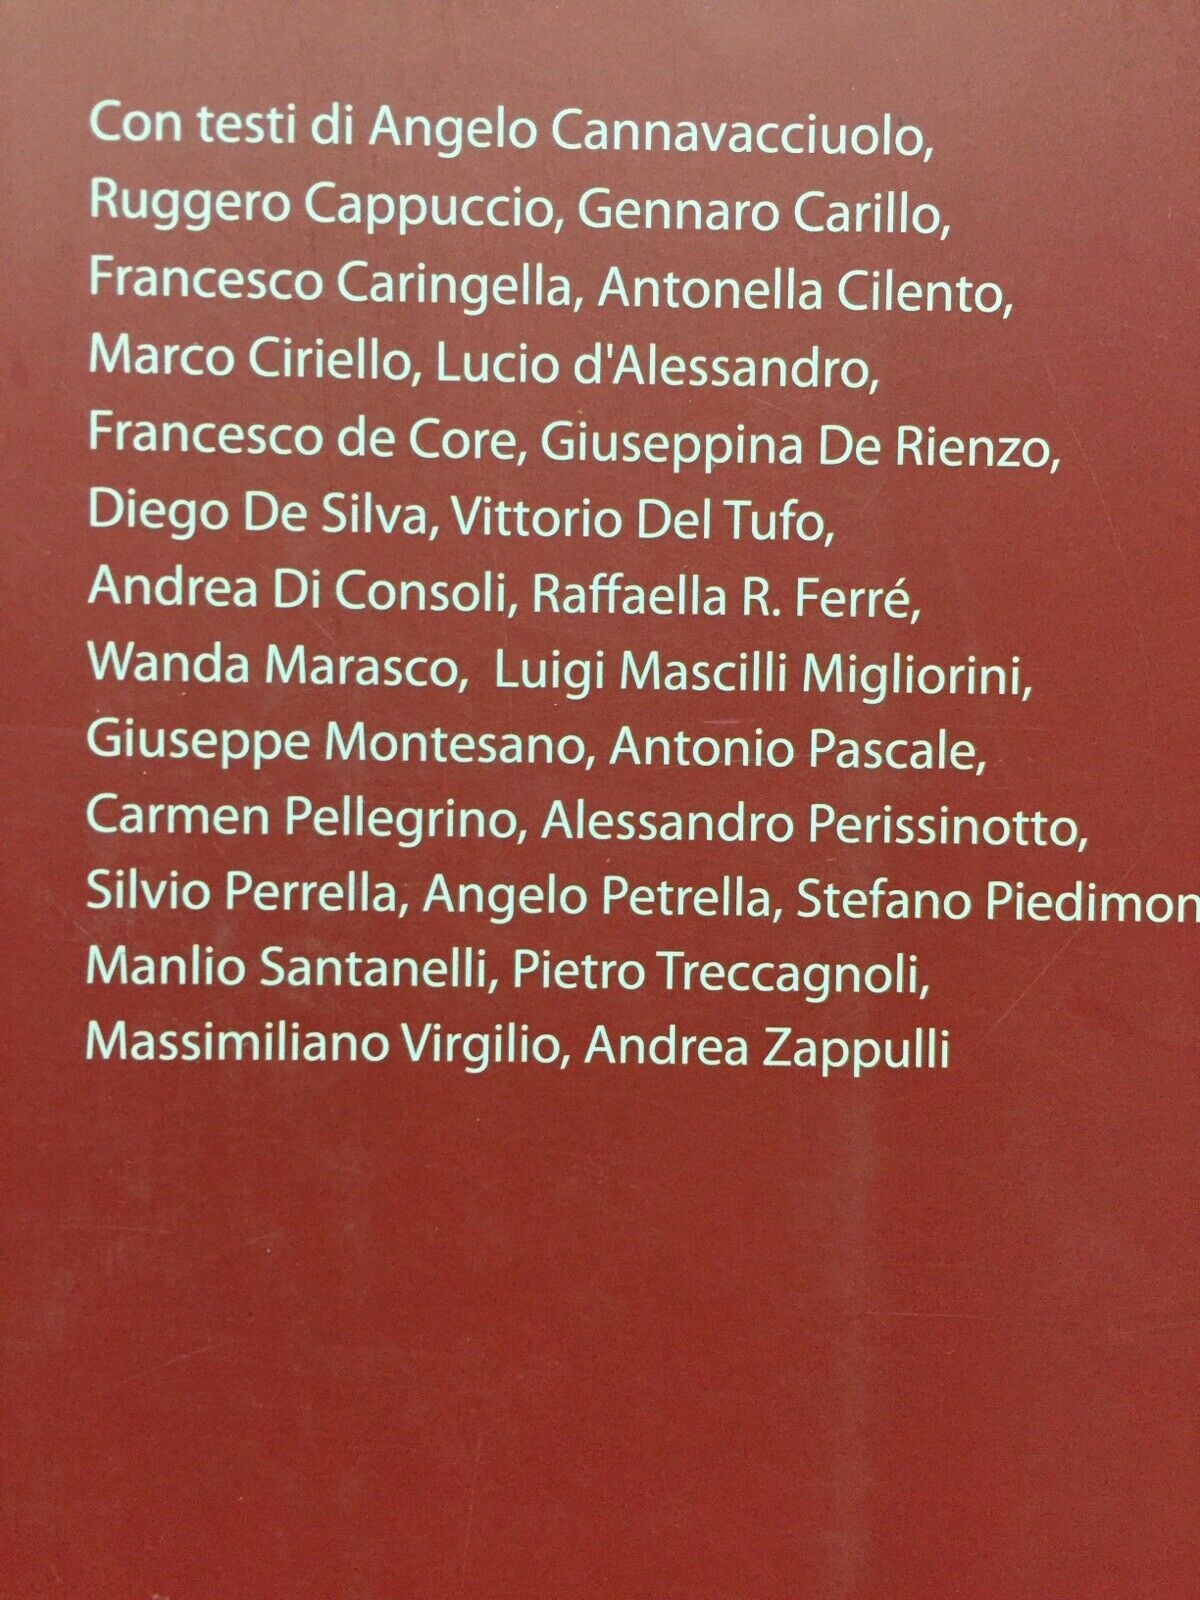 Con testi di Angelo Cannavacciuolo,
Ruggero Cappuccio, Gennaro Carillo,
Francesco Caringella, Antonella Cilento,
Marco Ciriello, Lucio d'Alessandro,
Francesco de Core, Giuseppina De Rienzo,
Diego De Silva, Vittorio Del Tufo,
Andrea Di Consoli, Raffaella R. Ferré,
Wanda Marasco, Luigi Mascilli Migliorini,
Giuseppe Montesano, Antonio Pascale,
Carmen Pellegrino, Alessandro Perissinotto,
Silvio Perrella, Angelo Petrella, Stefano Piedimon
Manlio Santanelli, Pietro Treccagnoli,
Massimiliano Virgilio, Andrea Zappulli